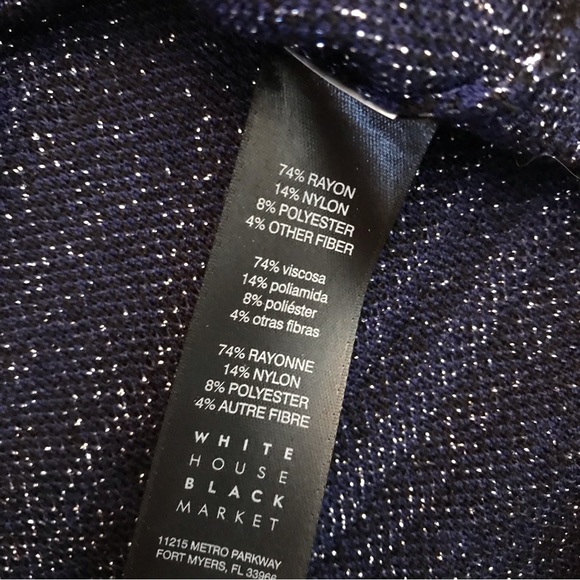 74% RAYON
14% NYLON
8% POLYESTER
4% OTHER FIBER
74% viscosa
14% poliamida
8% poliéster
4% otras fibras
74% RAYONNE
14% NYLON
8% POLYESTER
4% AUTRE FIBRE
WHITE
HOUSE
BLACK
MARKET
11215 METRO PARKWAY
FORT MYERS, FL 33966